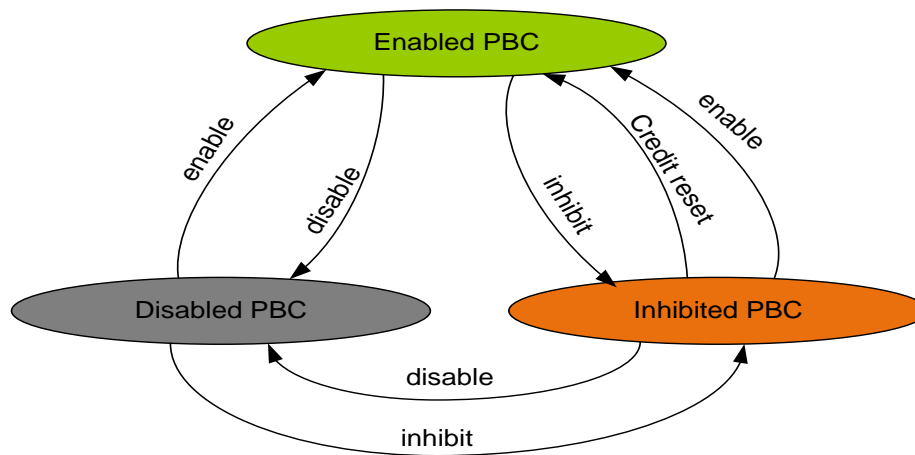 Enabled PBC
enable
disable
inhibit
Credit reset
enable
Disabled PBC
Inhibited PBC
disable
inhibit